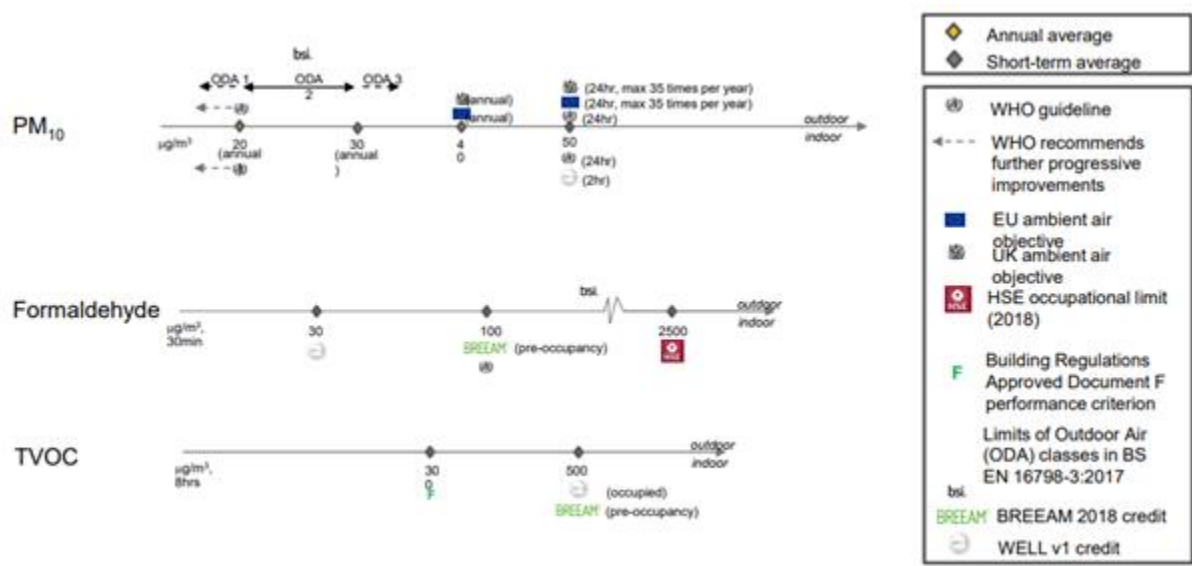 bsi.
ODA 1 ODA 2 ODA 3
(annual) (24hr, max 35 times per year)
(annual) (24hr, max 35 times per year)
(24hr)
PM10
outdoor
indoor
µg/m³ 20 30 40 50
(annual) (annual)
(24hr)
(2hr)
bsi.
Formaldehyde
outdoor
indoor
µg/m³, 30min
30 100 2500
BREEAM (pre-occupancy)
HSE
TVOC
outdoor
indoor
µg/m³, 8hrs
300 500
F
(occupied)
BREEAM (pre-occupancy)
Annual average
Short-term average
WHO guideline
WHO recommends
further progressive
improvements
EU ambient air
objective
UK ambient air
objective
HSE
HSE occupational limit
(2018)
F
Building Regulations
Approved Document F
performance criterion
Limits of Outdoor Air
(ODA) classes in BS
EN 16798-3:2017
bsi.
BREEAM BREEAM 2018 credit
WELL v1 credit